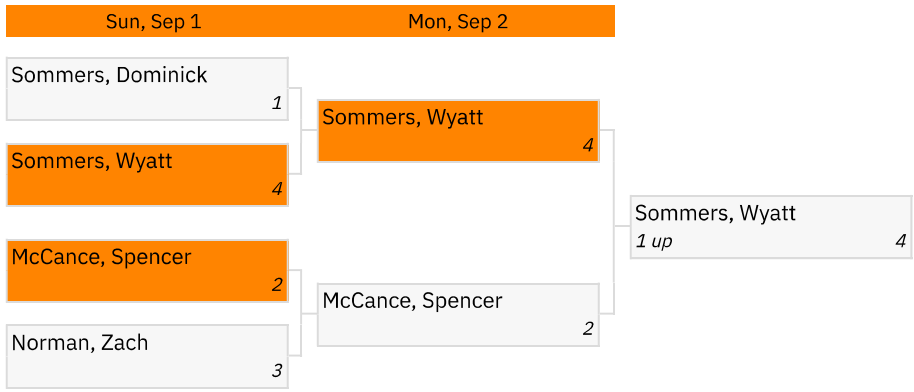 Sun, Sep 1
Mon, Sep 2
Sommers, Dominick
1
Sommers, Wyatt
4
McCance, Spencer
2
Norman, Zach
3
Sommers, Wyatt
4
McCance, Spencer
2
Sommers, Wyatt
1 up 4